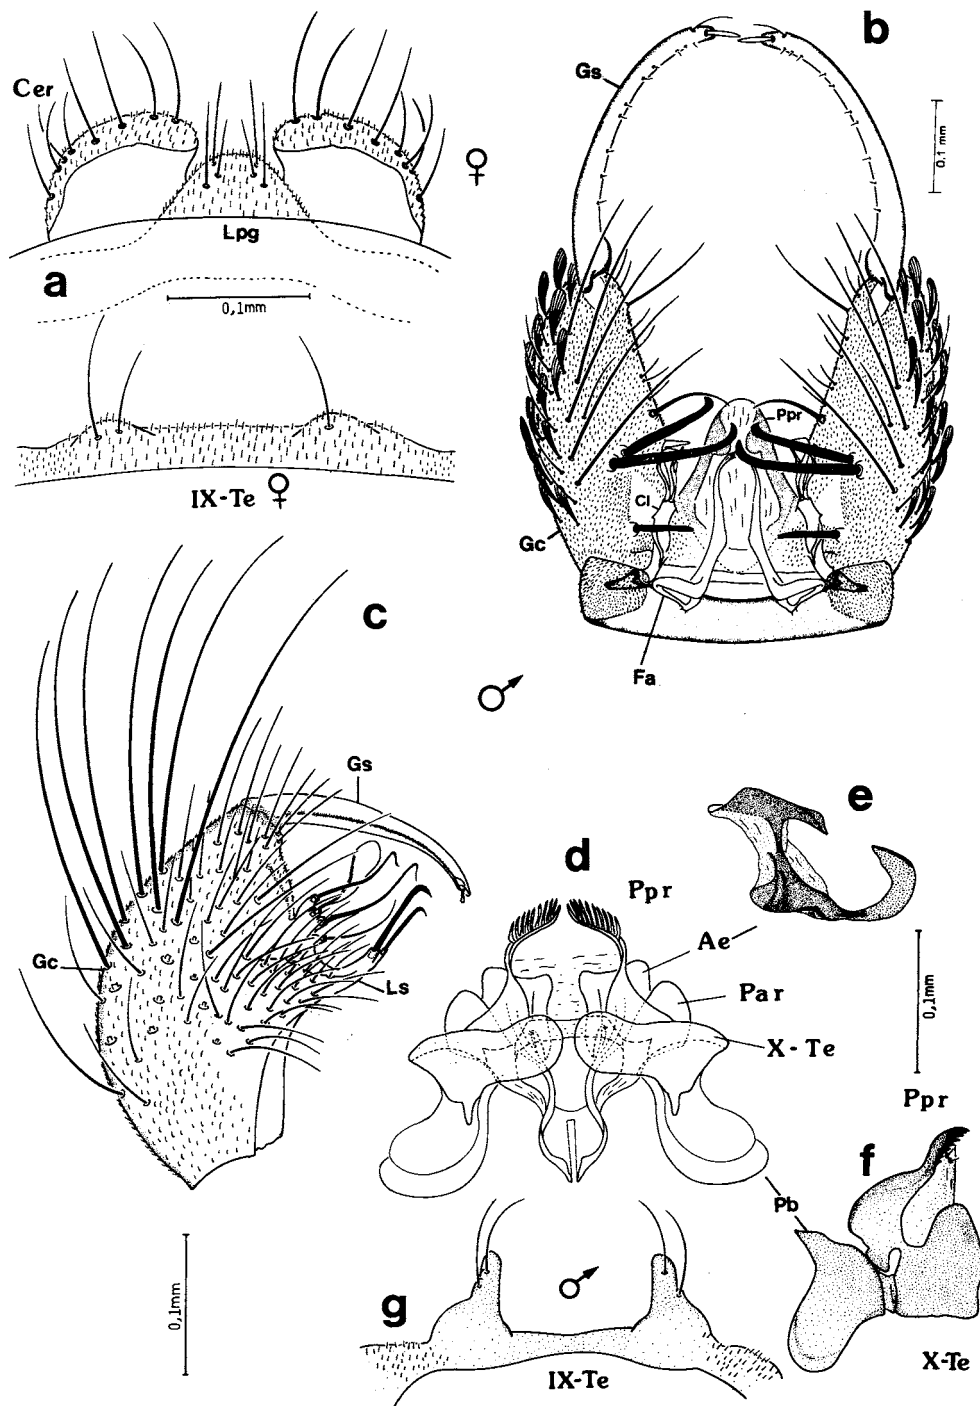 b
Cer
Gs
0.1 mm
♀
Lpg
a
0,1mm
Ppr
IX-Te ♀
Cl
Gc
c
Fa
♂
Gs
e
d
Ppr
Ae
Gc
Ls
Par
0,1mm
X-Te
Ppr
f
Pb
0,1mm
g
♂
IX-Te
X-Te